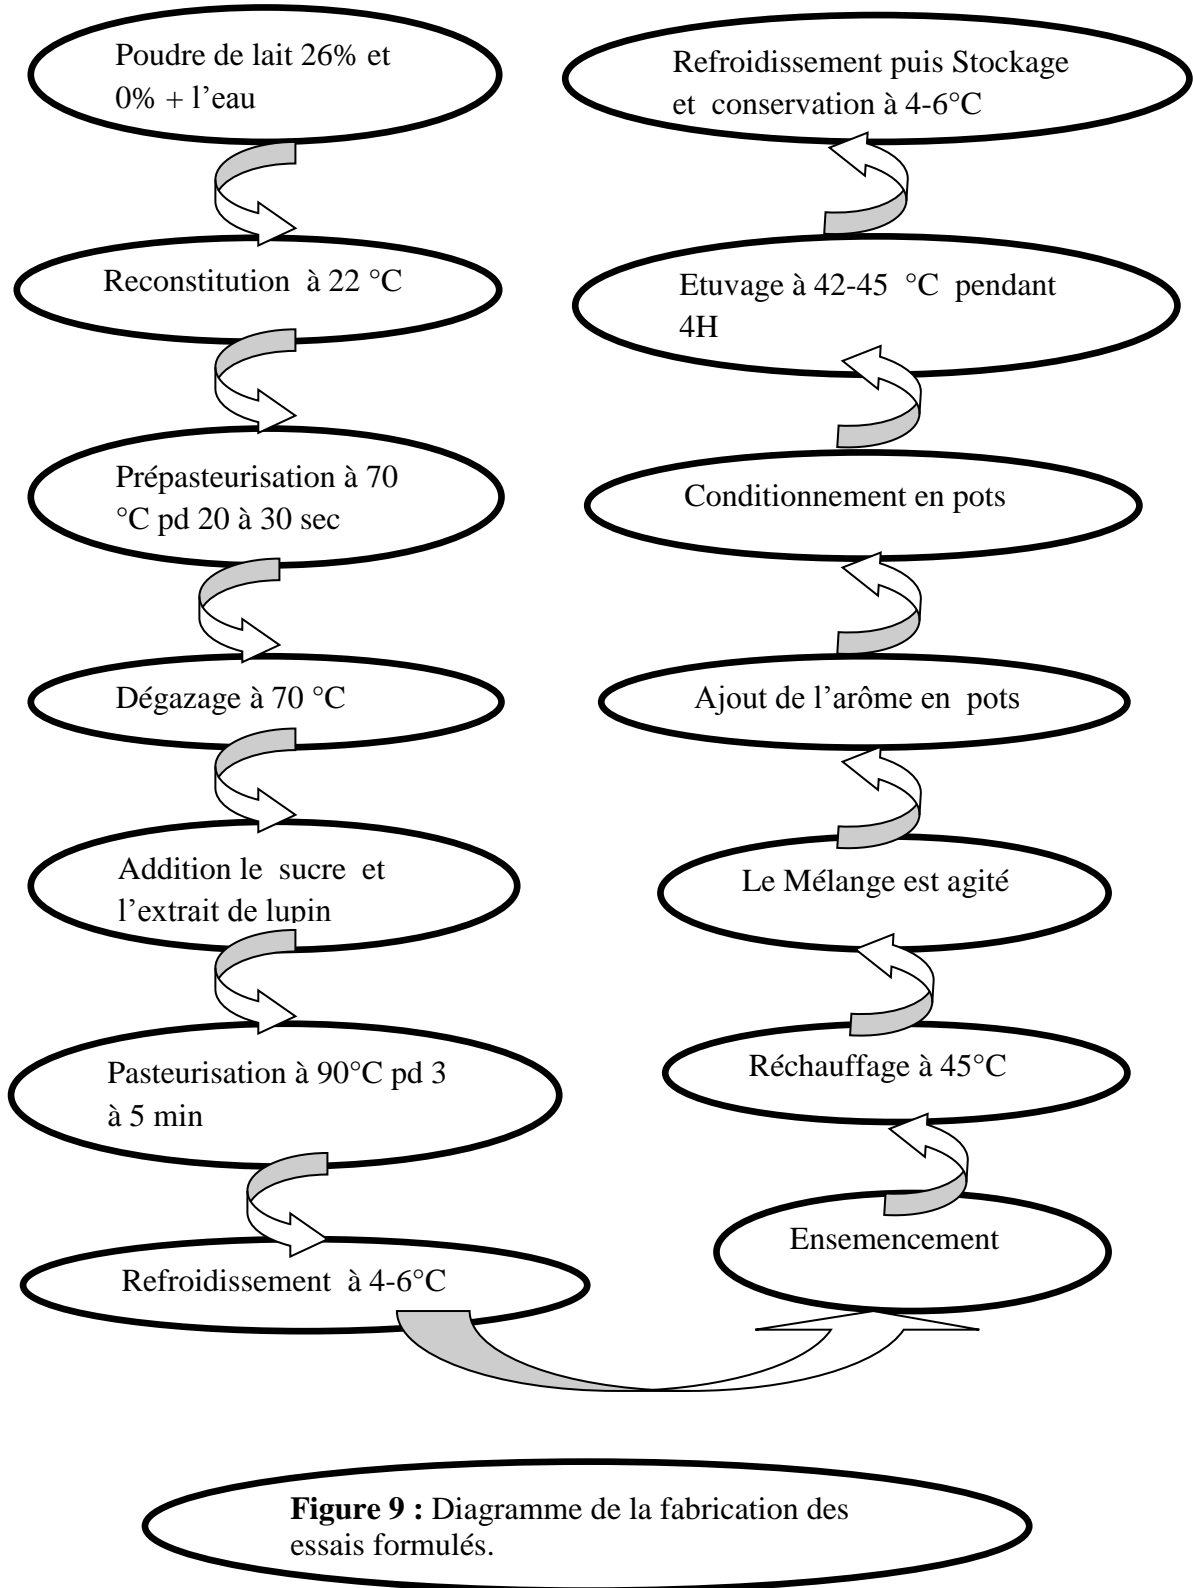 Poudre de lait 26% et
0% + l'eau
Reconstitution à 22 °C
Prépasteurisation à 70
°C pd 20 à 30 sec
Dégazage à 70 °C
Addition le sucre et
l'extrait de lupin
Pasteurisation à 90°C pd 3
à 5 min
Refroidissement à 4-6°C
Ensemencement
Réchauffage à 45°C
Le Mélange est agité
Ajout de l'arôme en pots
Conditionnement en pots
Etuvage à 42-45 °C pendant
4H
Refroidissement puis Stockage
et conservation à 4-6°C
Figure 9 : Diagramme de la fabrication des
essais formulés.